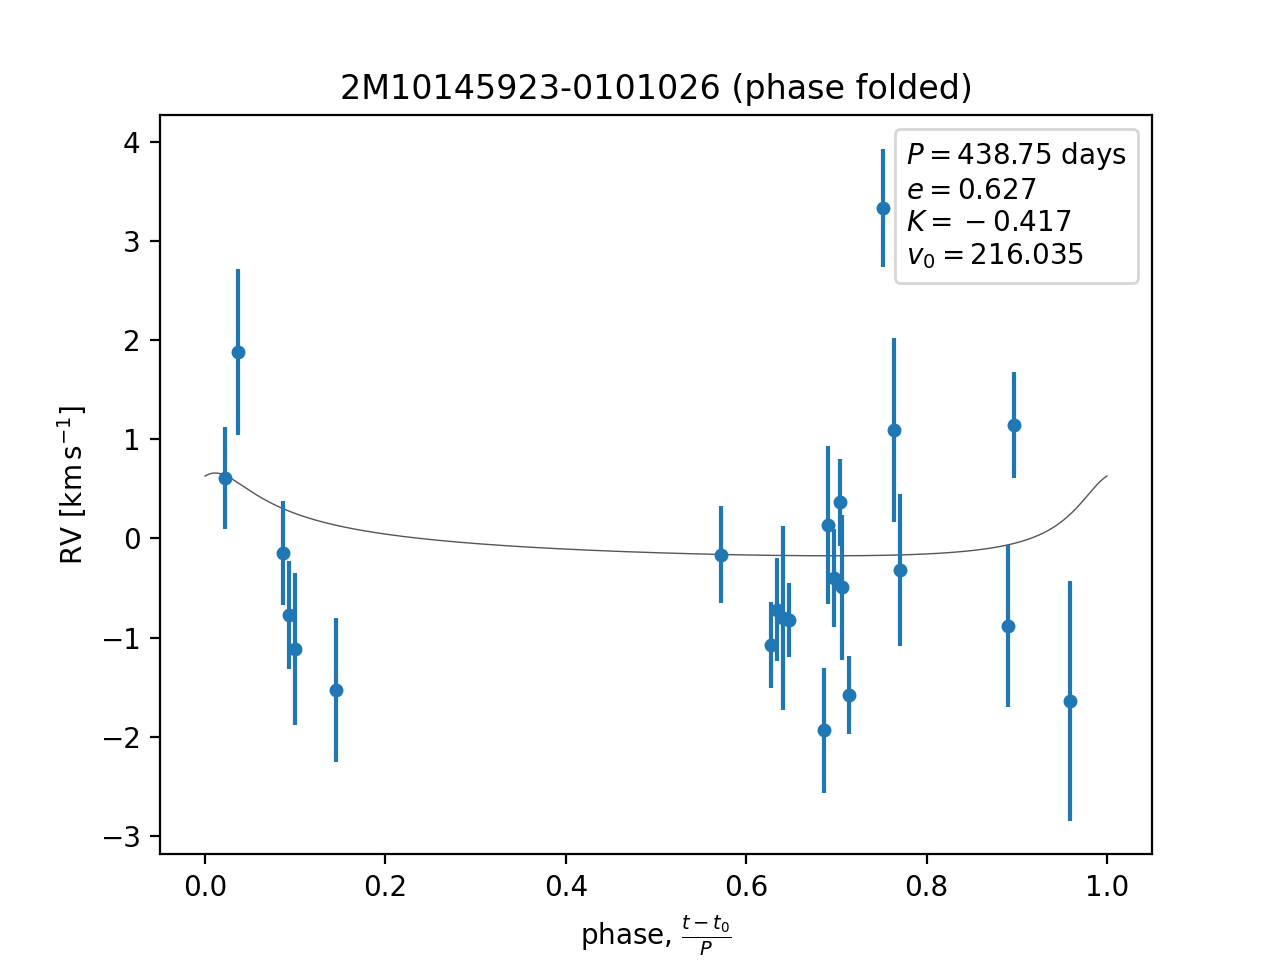 2M10145923-0101026 (phase folded)
P = 438.75 days
e = 0.627
K = −0.417
v₀ = 216.035
RV [km s⁻¹]
4
3
2
1
0
−1
−2
−3
0.0 0.2 0.4 0.6 0.8 1.0
phase, (t − t₀)/P